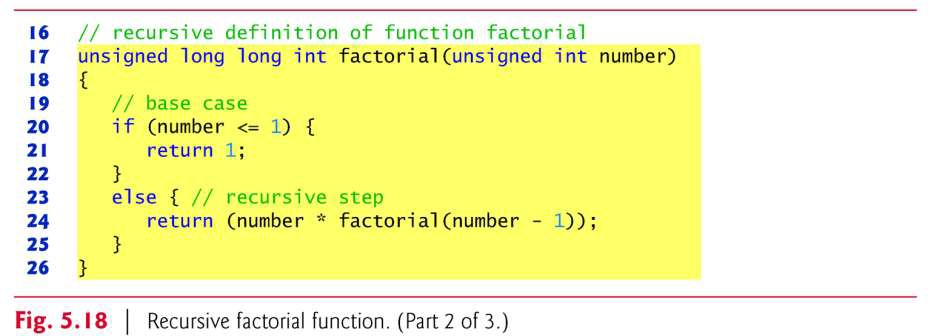 16 // recursive definition of function factorial
17 unsigned long long int factorial(unsigned int number)
18 {
19    // base case
20    if (number <= 1) {
21       return 1;
22    }
23    else { // recursive step
24       return (number * factorial(number - 1));
25    }
26 }
Fig. 5.18 | Recursive factorial function. (Part 2 of 3.)